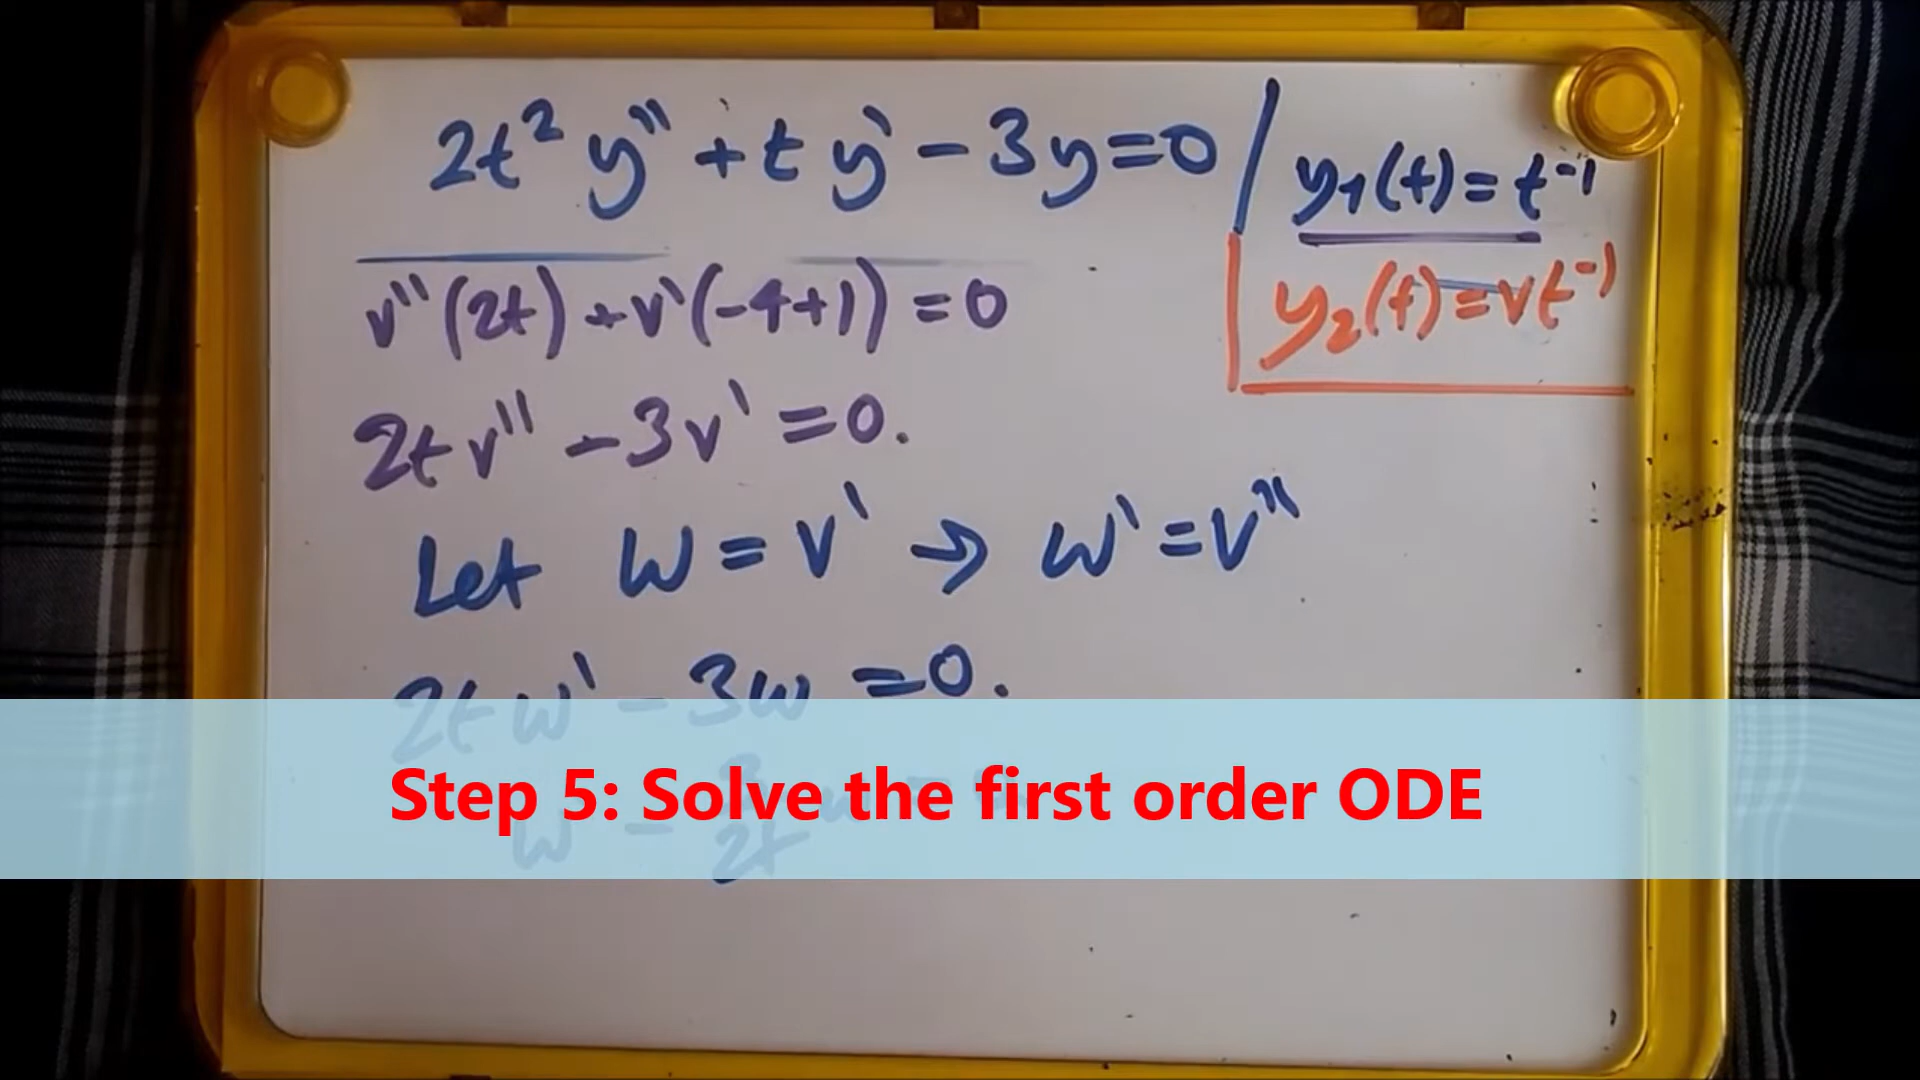 2t² y'' + t y' - 3y = 0
y₁(t) = t⁻¹
y₂(t) = vt⁻¹
v''(2t) + v'(-4+1) = 0
2t v'' - 3v' = 0.
Let w = v' → w' = v''
2t w' - 3w = 0.
Step 5: Solve the first order ODE